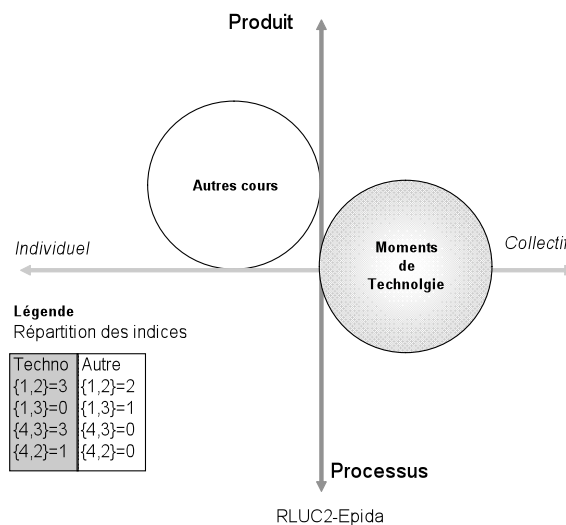 Produit
Autres cours
Individuel
Moments
de
Technolgie
Collectif
Légende
Répartition des indices
Techno Autre
{1,2}=3 {1,2}=2
{1,3}=0 {1,3}=1
{4,3}=3 {4,3}=0
{4,2}=1 {4,2}=0
Processus
RLUC2-Epida